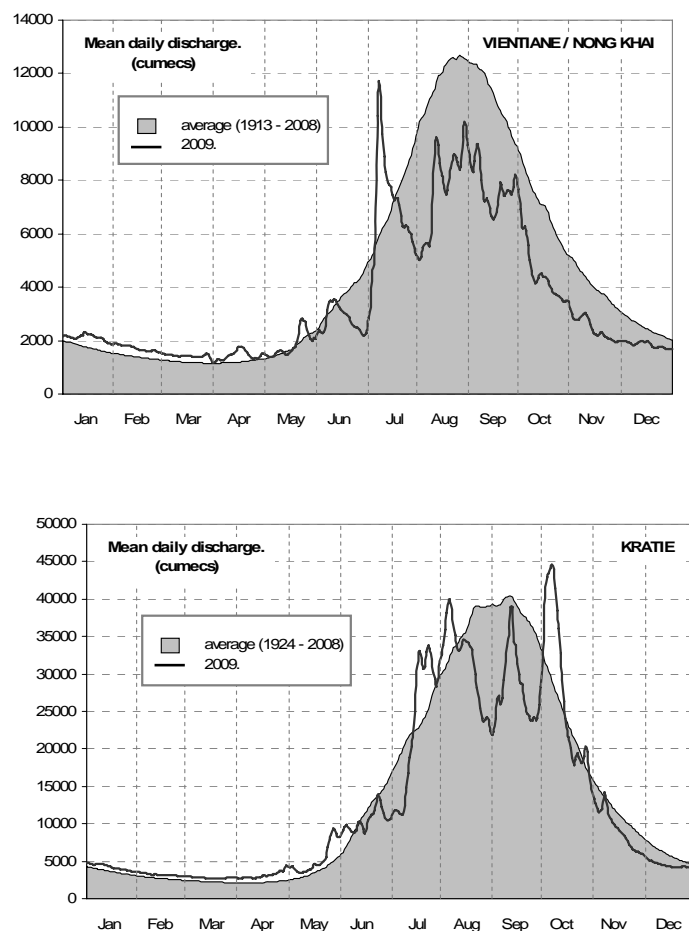 14000
Mean daily discharge.
(cumecs)
VIENTIANE / NONG KHAI
12000
average (1913 - 2008)
2009.
10000
8000
6000
4000
2000
0
Jan Feb Mar Apr May Jun Jul Aug Sep Oct Nov Dec
50000
Mean daily discharge.
(cumecs)
KRATIE
45000
40000
average (1924 - 2008)
2009.
35000
30000
25000
20000
15000
10000
5000
0
Jan Feb Mar Apr May Jun Jul Aug Sep Oct Nov Dec